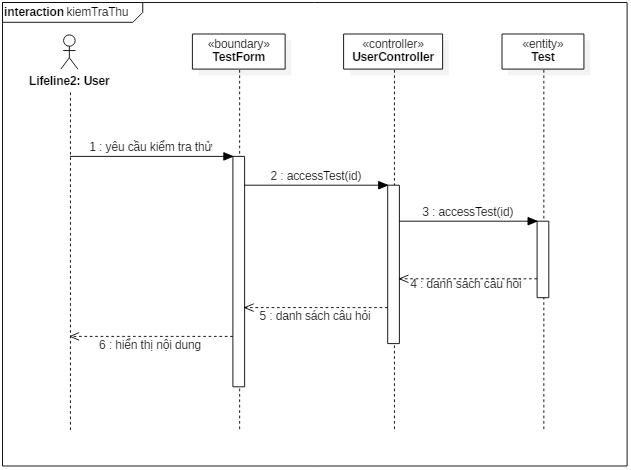 interaction kiemTraThu
Lifeline2: User
«boundary»
TestForm
«controller»
UserController
«entity»
Test
1 : yêu cầu kiểm tra thử
2 : accessTest(id)
3 : accessTest(id)
4 : danh sách câu hỏi
5 : danh sách câu hỏi
6 : hiển thị nội dung